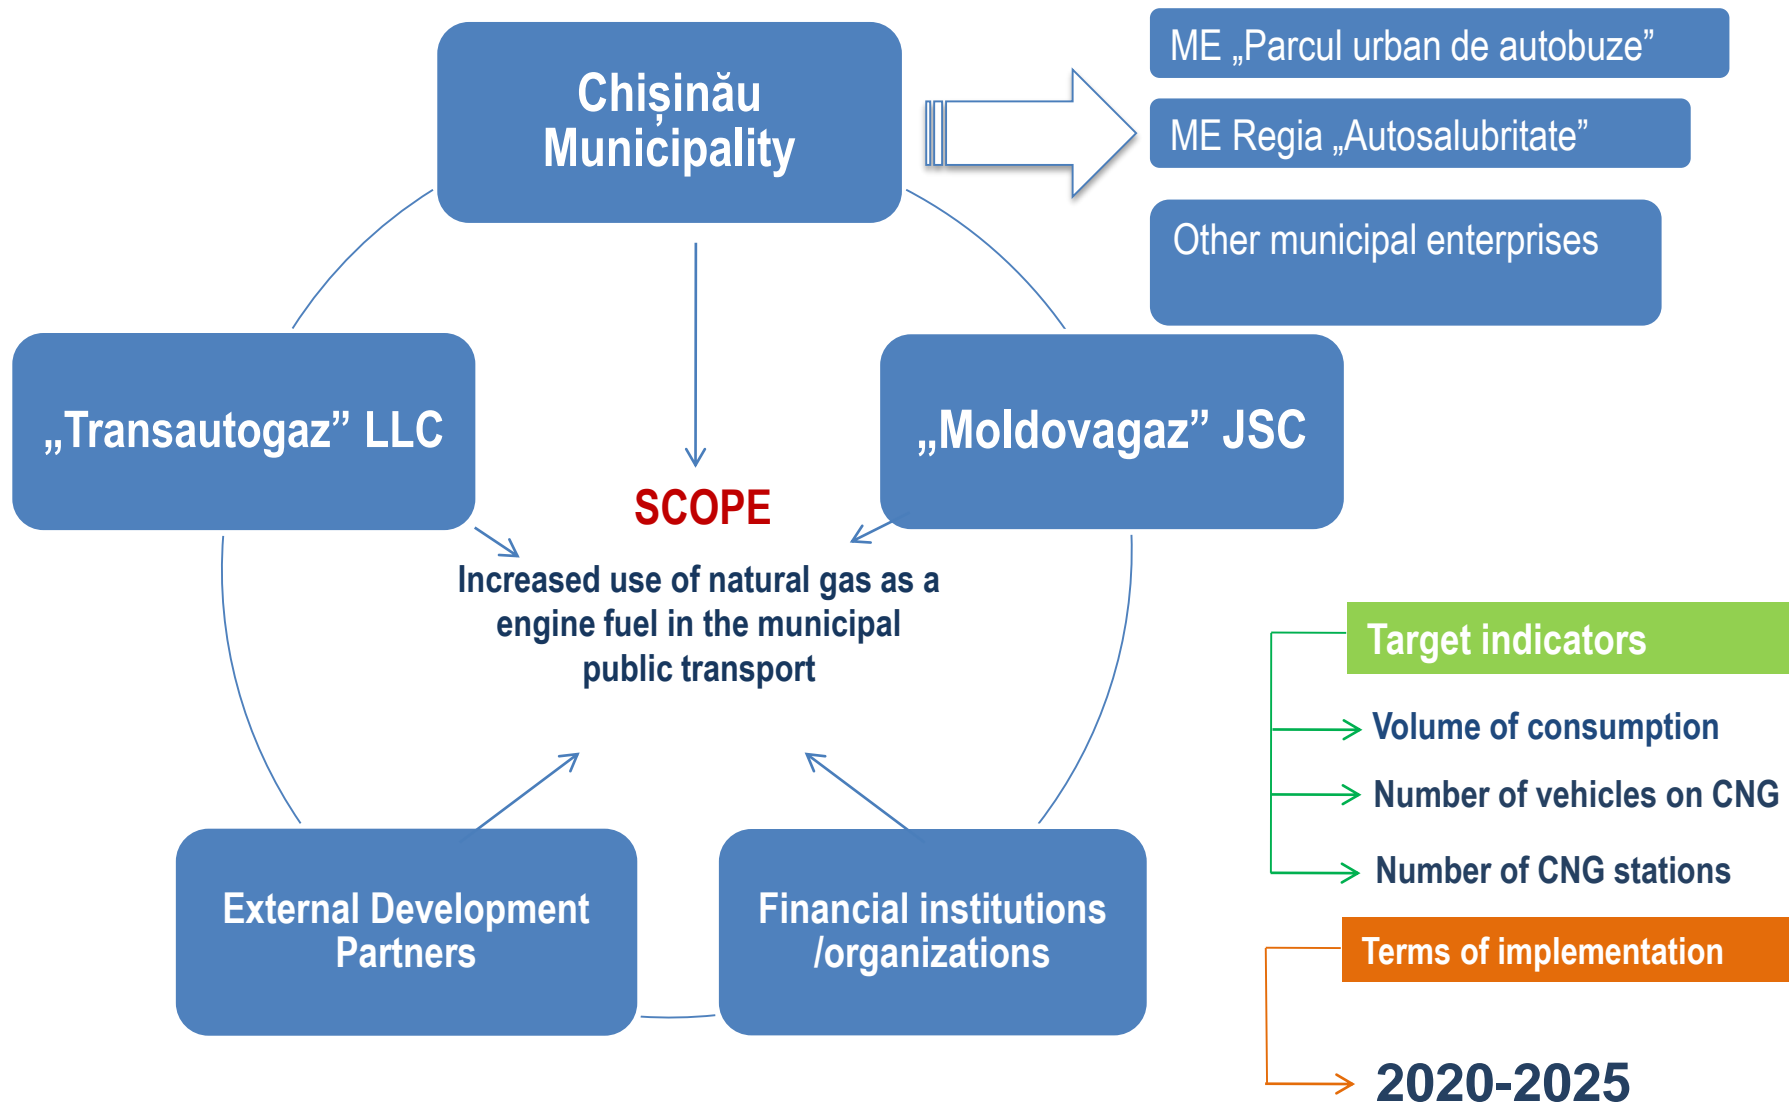 Chișinău
Municipality
ME „Parcul urban de autobuze”
ME Regia „Autosalubritate”
Other municipal enterprises
„Transautogaz” LLC
„Moldovagaz” JSC
SCOPE
Increased use of natural gas as a
engine fuel in the municipal
public transport
External Development
Partners
Financial institutions
/organizations
Target indicators
Volume of consumption
Number of vehicles on CNG
Number of CNG stations
Terms of implementation
2020-2025